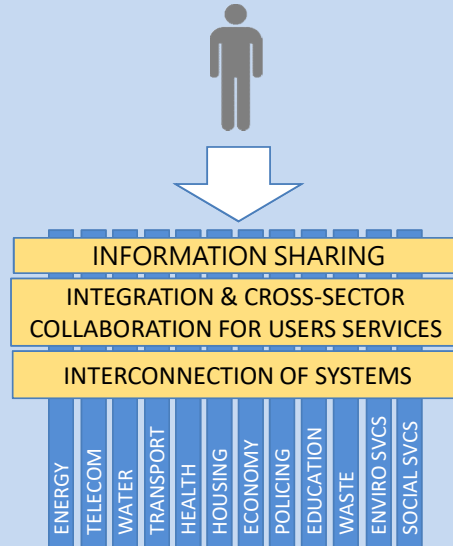 INFORMATION SHARING
INTEGRATION & CROSS-SECTOR
COLLABORATION FOR USERS SERVICES
INTERCONNECTION OF SYSTEMS
ENERGY
TELECOM
WATER
TRANSPORT
HEALTH
HOUSING
ECONOMY
POLICING
EDUCATION
WASTE
ENVIRO SVCS
SOCIAL SVCS